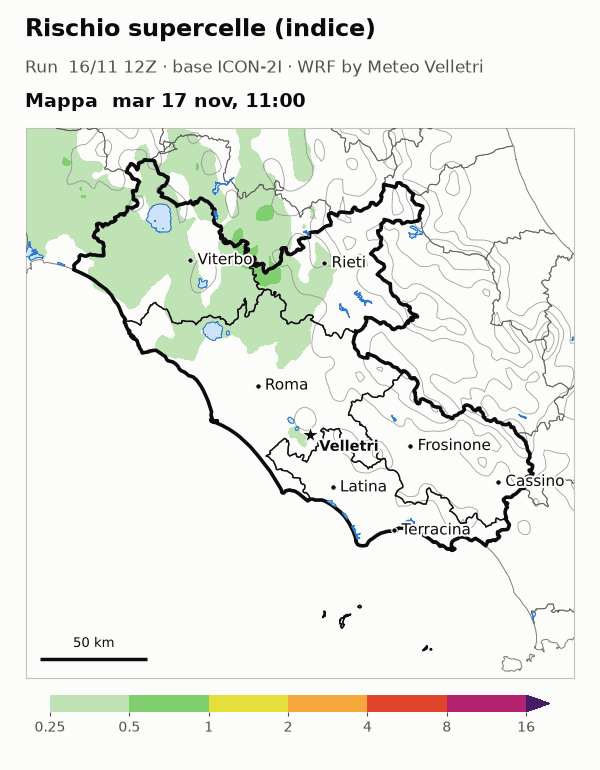 Rischio supercelle (indice)
Run 16/11 12Z · base ICON-2I · WRF by Meteo Velletri
Mappa mar 17 nov, 11:00
Viterbo
Rieti
Roma
Velletri
Frosinone
Cassino
Latina
Terracina
50 km
0.25 0.5 1 2 4 8 16